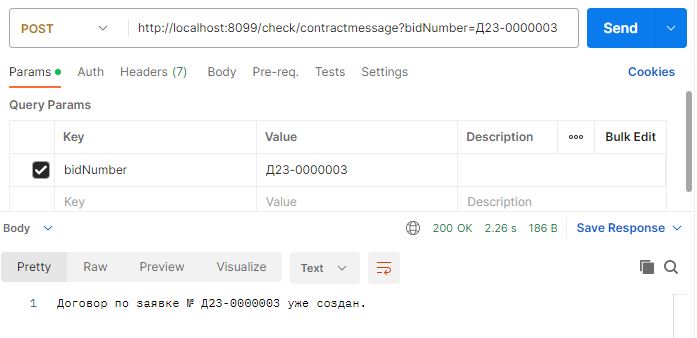 POST http://localhost:8099/check/contractmessage?bidNumber=Д23-0000003 Send
Params Auth Headers (7) Body Pre-req. Tests Settings Cookies
Query Params
Key Value Description Bulk Edit
bidNumber Д23-0000003
Key Value Description
Body 200 OK 2.26 s 186 B Save Response
Pretty Raw Preview Visualize Text
1 Договор по заявке № Д23-0000003 уже создан.